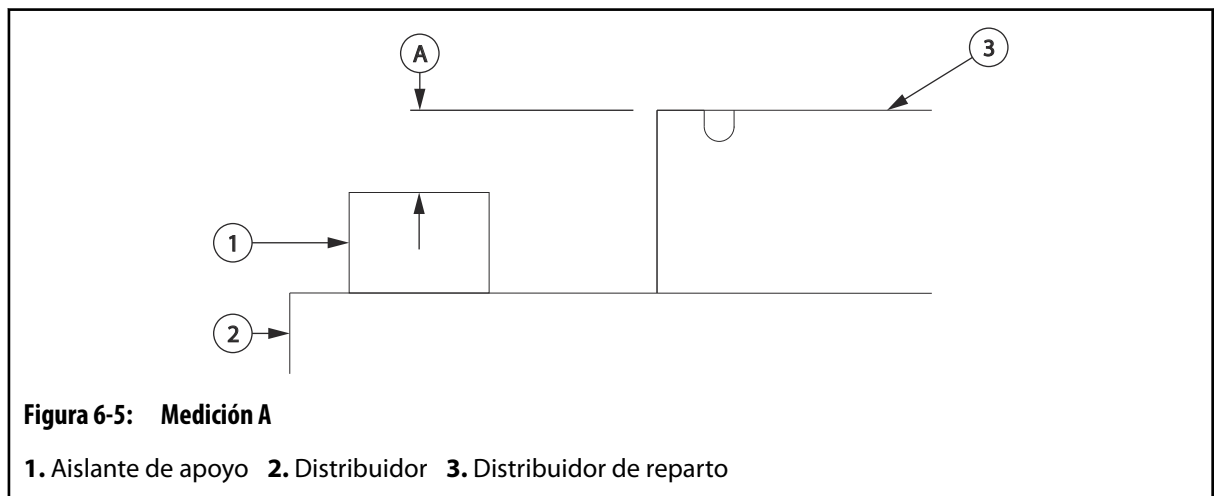 A
3
1
2
Figura 6-5: Medición A
1. Aislante de apoyo 2. Distribuidor 3. Distribuidor de reparto